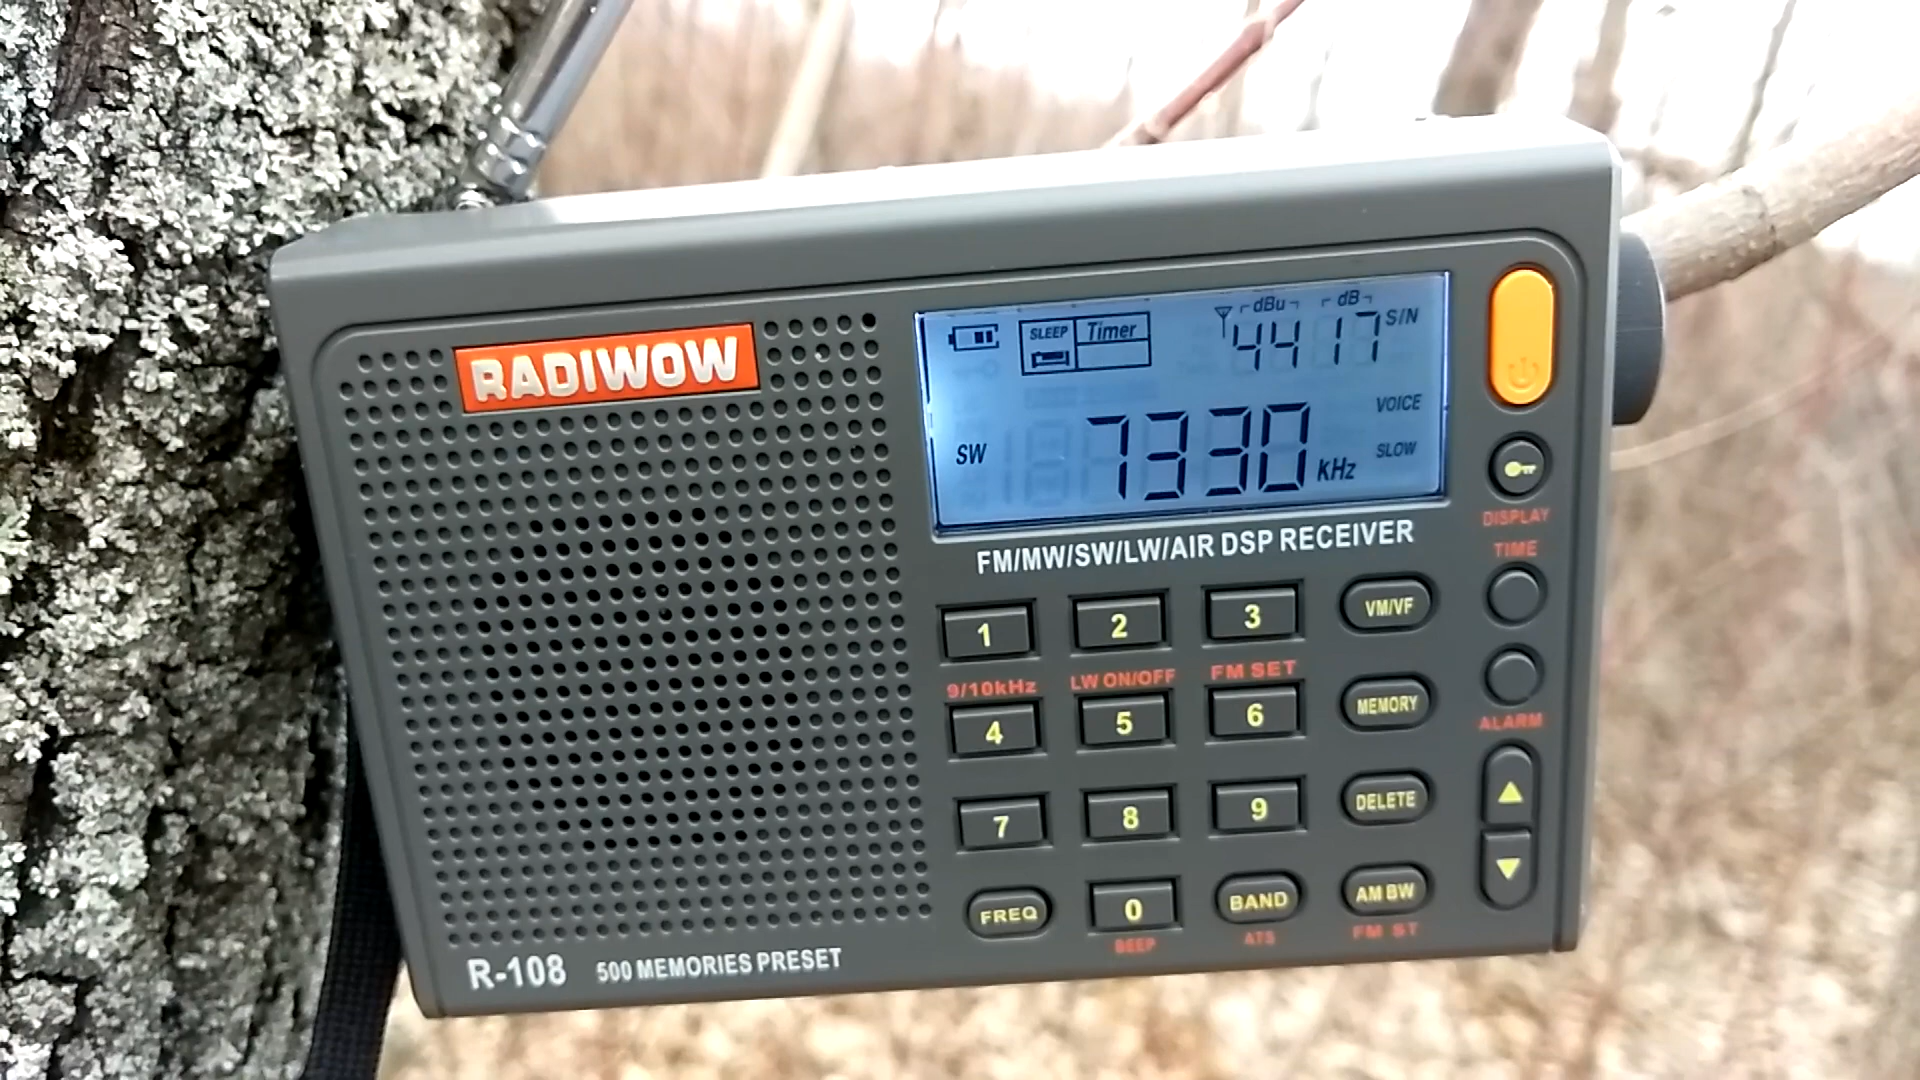 RADIWOW
SLEEP Timer
dBu dB
44 17 S/N
VOICE
SW 7330 kHz SLOW
FM/MW/SW/LW/AIR DSP RECEIVER
DISPLAY
TIME
1 2 3 VM/VF
9/10kHz LW ON/OFF FM SET
4 5 6 MEMORY
ALARM
7 8 9 DELETE
FREQ 0 BAND AM BW
BEEP ATS FM ST
R-108 500 MEMORIES PRESET